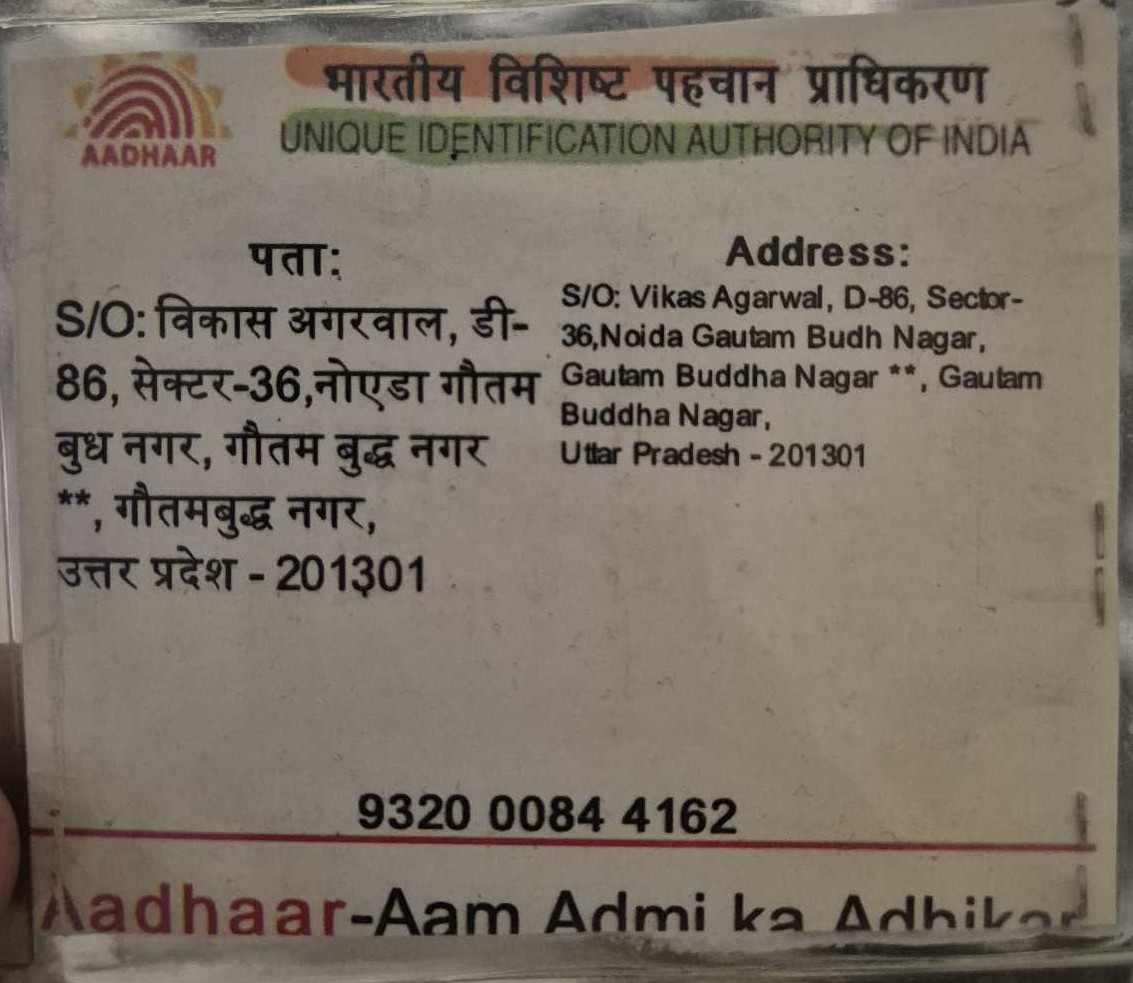 भारतीय विशिष्ट पहचान प्राधिकरण
AADHAAR
UNIQUE IDENTIFICATION AUTHORITY OF INDIA
पता:
S/O: विकास अगरवाल, डी-
86, सेक्टर-36,नोएडा गौतम
बुध नगर, गौतम बुद्ध नगर
**, गौतमबुद्ध नगर,
उत्तर प्रदेश - 201301
Address:
S/O: Vikas Agarwal, D-86, Sector-
36,Noida Gautam Budh Nagar,
Gautam Buddha Nagar **, Gautam
Buddha Nagar,
Uttar Pradesh - 201301
9320 0084 4162
Aadhaar-Aam Admi ka Adhikar